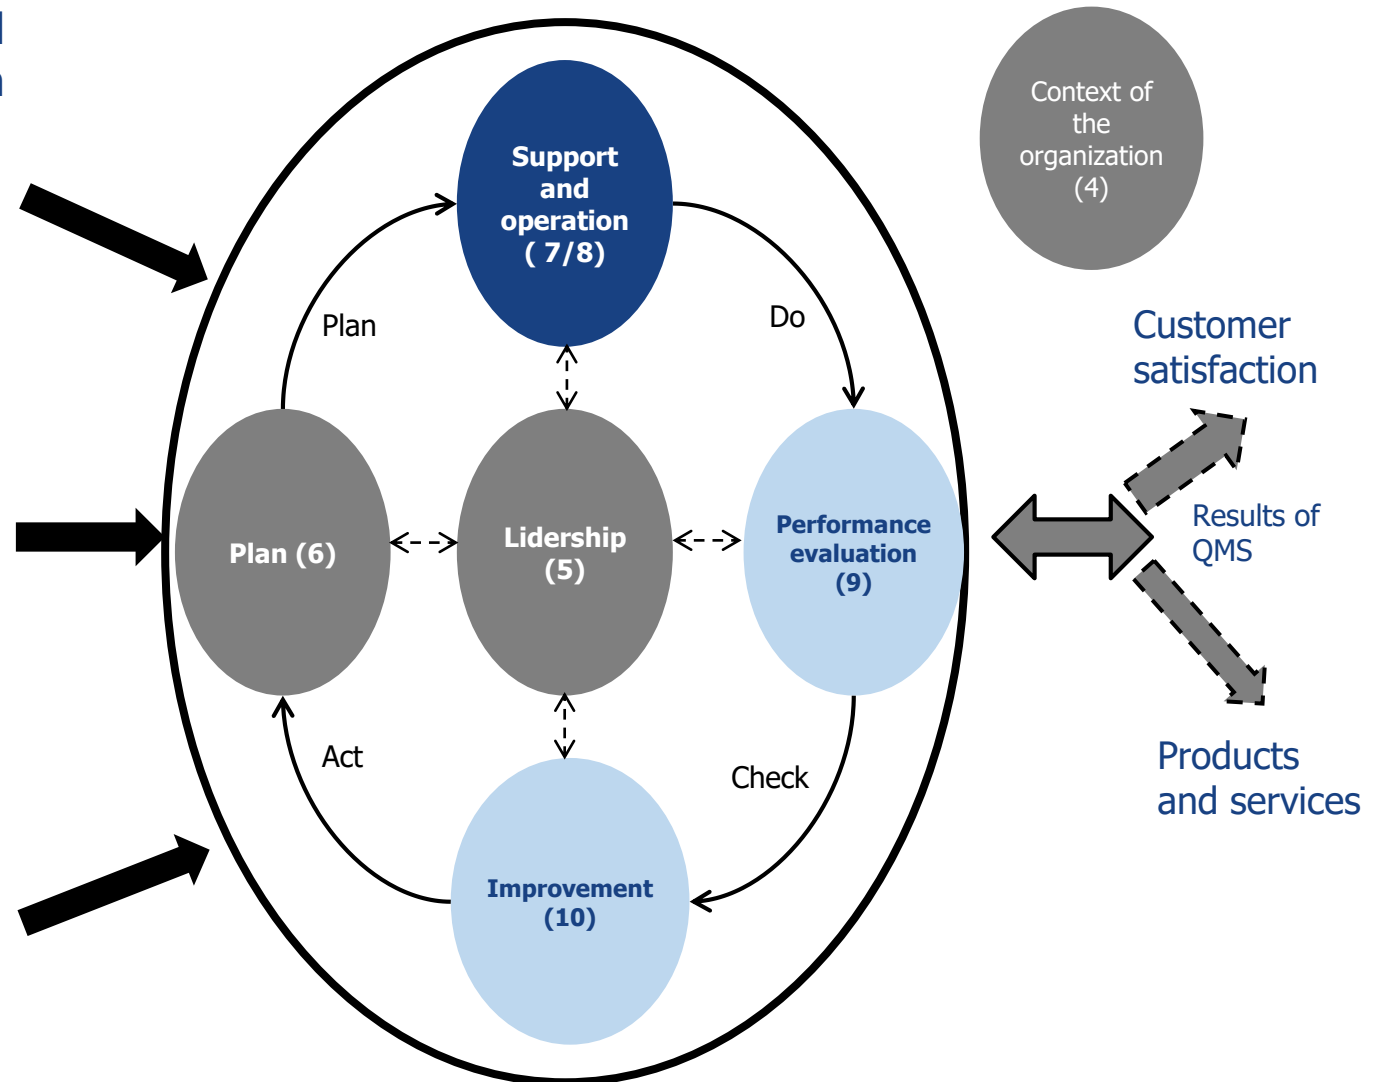 Support
and
operation
( 7/8)
Context of
the
organization
(4)
Plan
Do
Customer
satisfaction
Plan (6)
Lidership
(5)
Performance
evaluation
(9)
Results of
QMS
Act
Check
Products
and services
Improvement
(10)